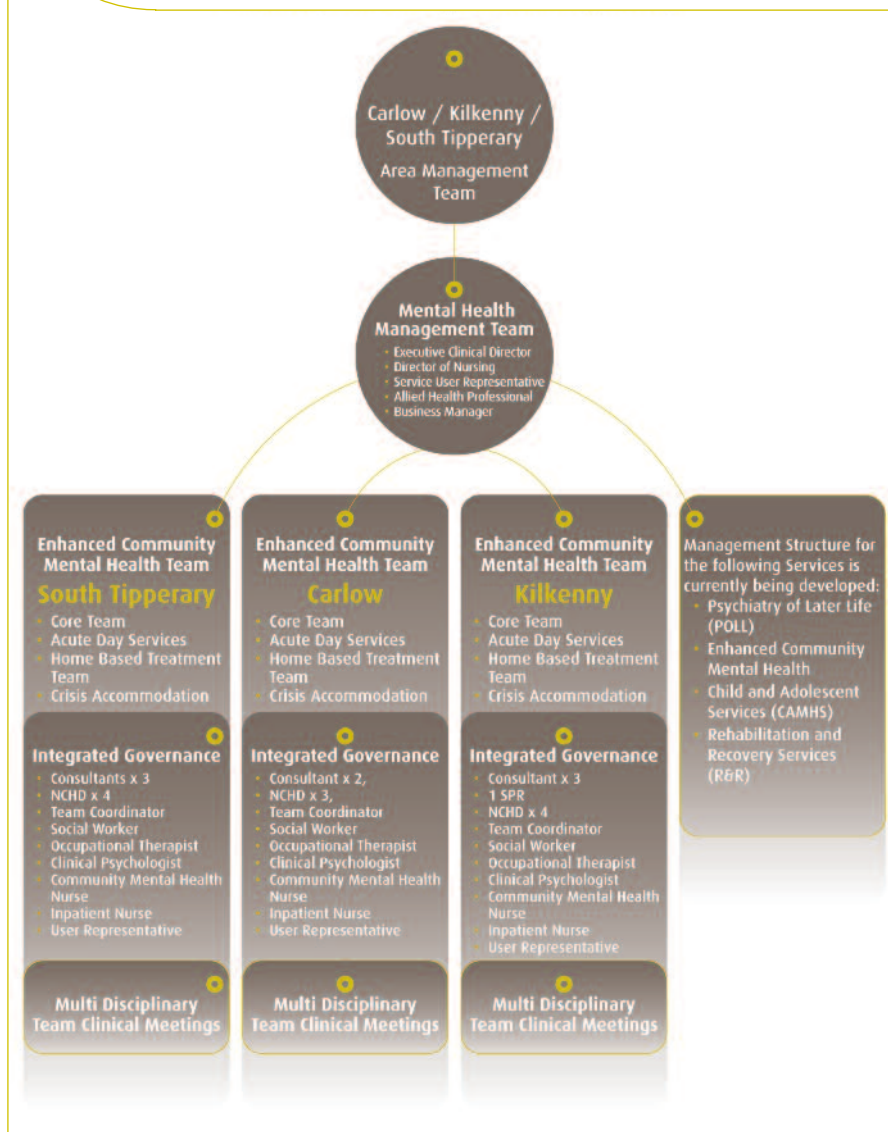 Carlow / Kilkenny /
South Tipperary
Area Management
Team
Mental Health
Management Team
• Executive Clinical Director
• Director of Nursing
• Service User Representative
• Allied Health Professional
• Business Manager
Enhanced Community
Mental Health Team
South Tipperary
• Core Team
• Acute Day Services
• Home Based Treatment
Team
• Crisis Accommodation
Integrated Governance
• Consultants x 3
• NCHD x 4
• Team Coordinator
• Social Worker
• Occupational Therapist
• Clinical Psychologist
• Community Mental Health
Nurse
• Inpatient Nurse
• User Representative
Multi Disciplinary
Team Clinical Meetings
Enhanced Community
Mental Health Team
Carlow
• Core Team
• Acute Day Services
• Home Based Treatment
Team
• Crisis Accommodation
Integrated Governance
• Consultant x 2,
• NCHD x 3,
• Team Coordinator
• Social Worker
• Occupational Therapist
• Clinical Psychologist
• Community Mental Health
Nurse
• Inpatient Nurse
• User Representative
Multi Disciplinary
Team Clinical Meetings
Enhanced Community
Mental Health Team
Kilkenny
• Core Team
• Acute Day Services
• Home Based Treatment
Team
• Crisis Accommodation
Integrated Governance
• Consultant x 3
• 1 SPR
• NCHD x 4
• Team Coordinator
• Social Worker
• Occupational Therapist
• Clinical Psychologist
• Community Mental Health
Nurse
• Inpatient Nurse
• User Representative
Multi Disciplinary
Team Clinical Meetings
Management Structure for
the following Services is
currently being developed:
• Psychiatry of Later Life
(POLL)
• Enhanced Community
Mental Health
• Child and Adolescent
Services (CAMHS)
• Rehabilitation and
Recovery Services
(R&R)